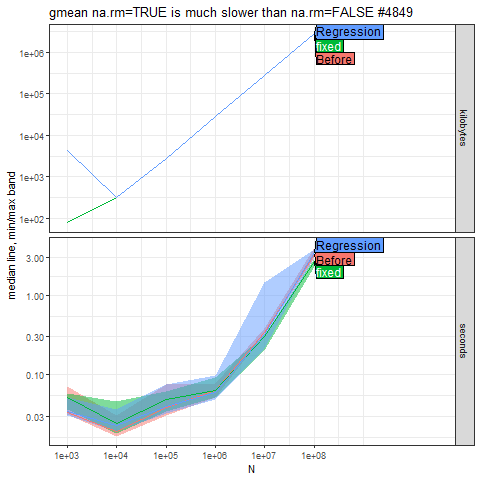 gmean na.rm=TRUE is much slower than na.rm=FALSE #4849
median line, min/max band
1e+06
1e+05
1e+04
1e+03
1e+02
Regression
fixed
Before
kilobytes
3.00
1.00
0.30
0.10
0.03
Regression
Before
fixed
seconds
1e+03 1e+04 1e+05 1e+06 1e+07 1e+08
N